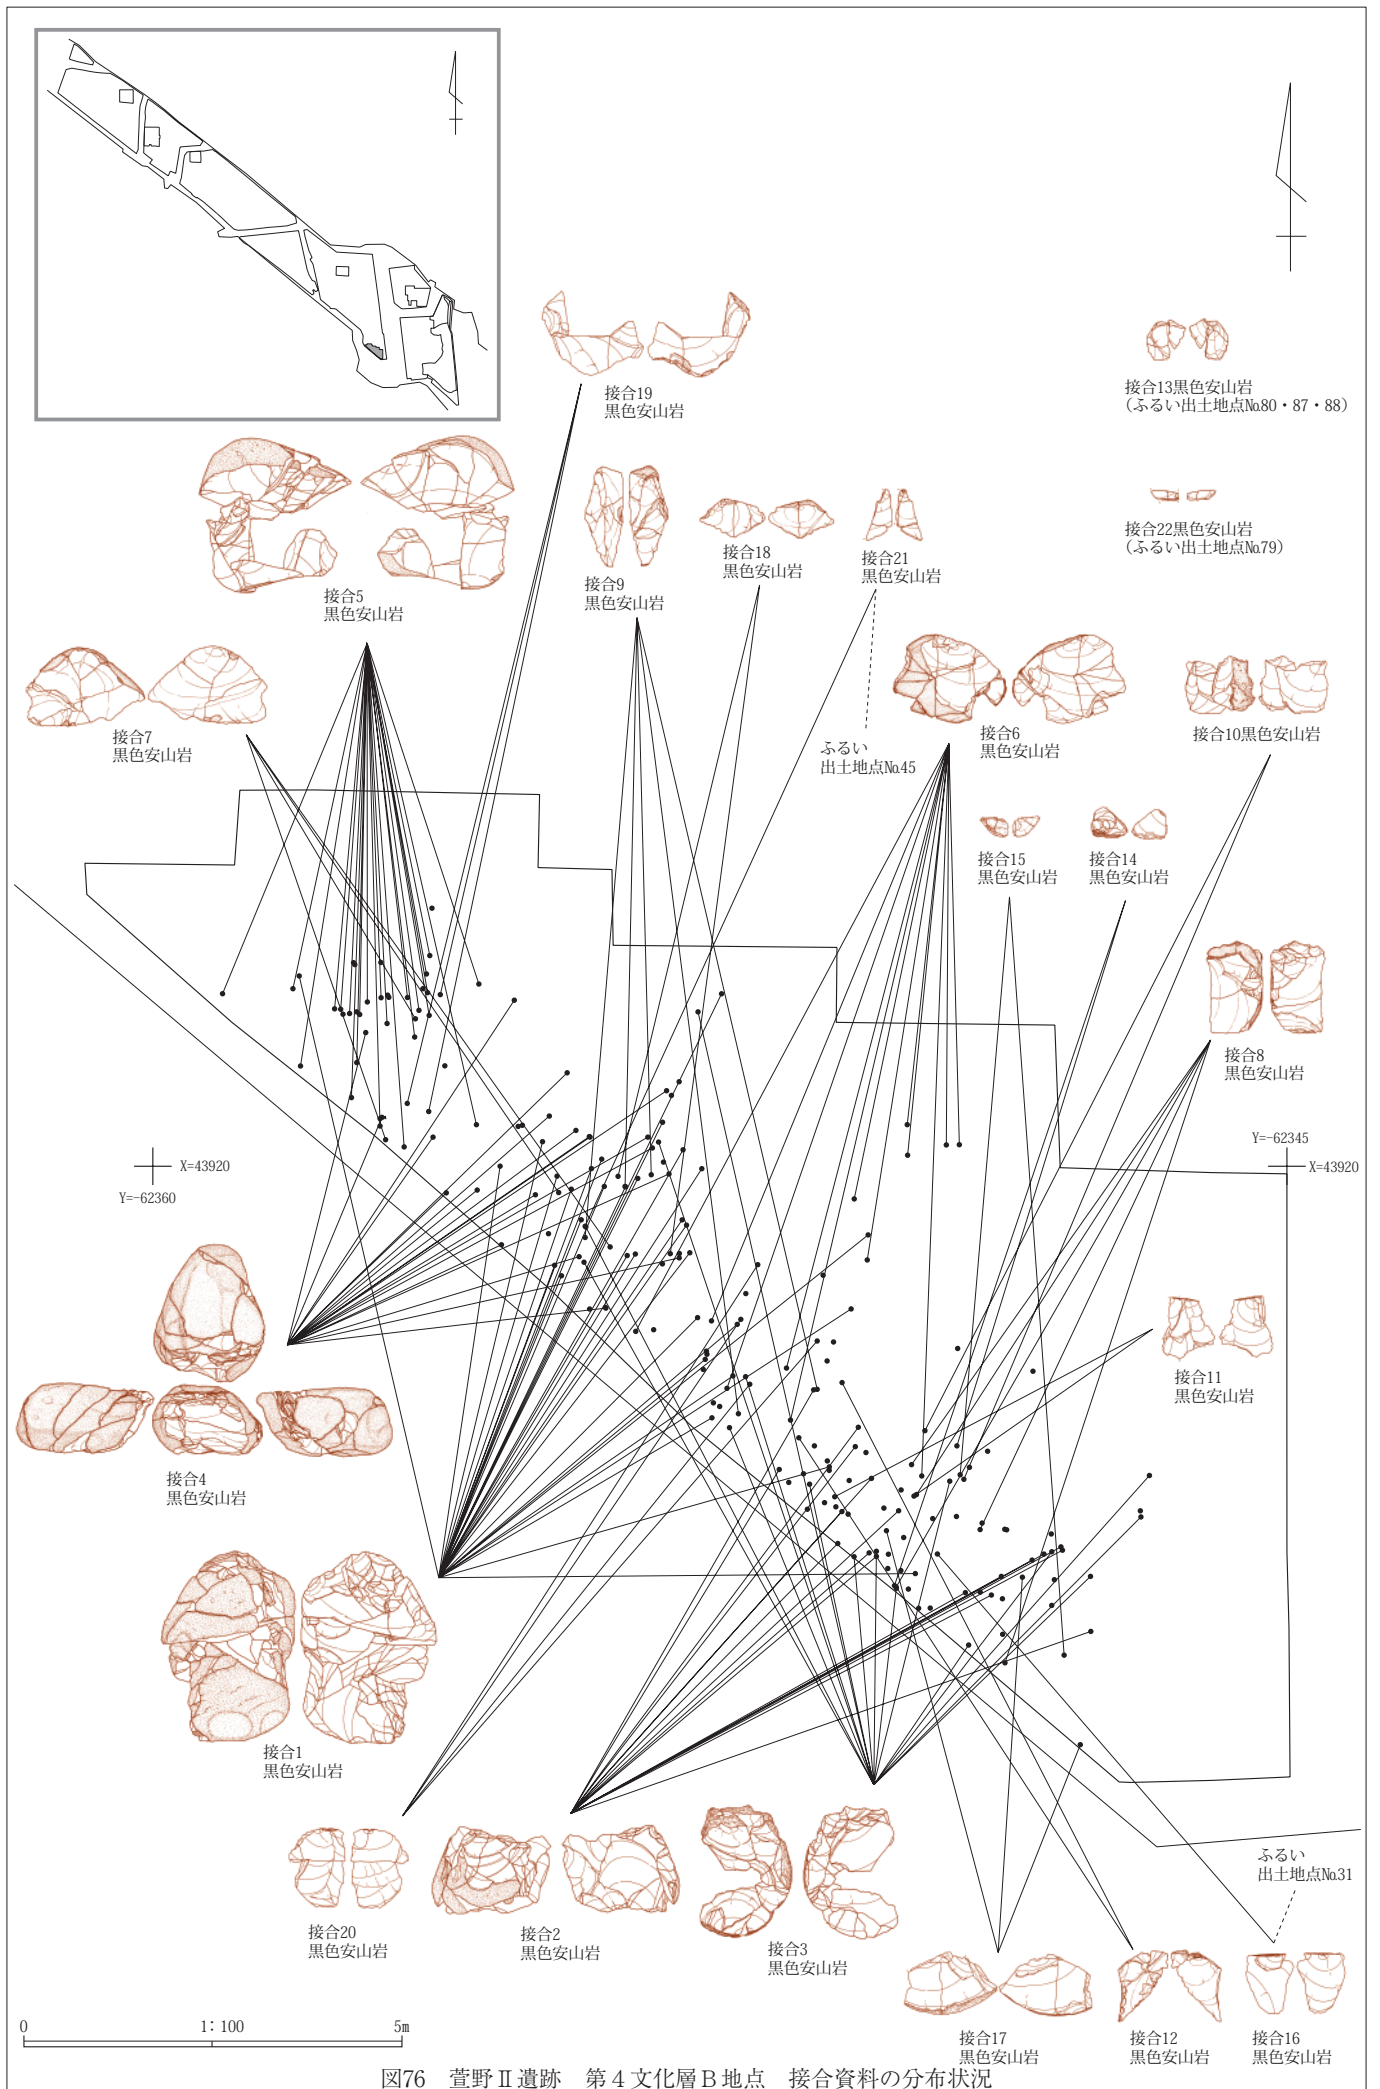 接合19
黒色安山岩
接合13黒色安山岩
（ふるい出土地点№80・87・88）
接合5
黒色安山岩
接合9
黒色安山岩
接合18
黒色安山岩
接合21
黒色安山岩
接合22黒色安山岩
（ふるい出土地点№79）
接合7
黒色安山岩
ふるい
出土地点№45
接合6
黒色安山岩
接合10黒色安山岩
接合15
黒色安山岩
接合14
黒色安山岩
接合8
黒色安山岩
X=43920
Y=-62360
Y=-62345
X=43920
接合11
黒色安山岩
接合4
黒色安山岩
接合1
黒色安山岩
接合20
黒色安山岩
接合2
黒色安山岩
接合3
黒色安山岩
ふるい
出土地点№31
接合17
黒色安山岩
接合12
黒色安山岩
接合16
黒色安山岩
0 1：100 5m
図76　萱野Ⅱ遺跡　第４文化層Ｂ地点　接合資料の分布状況